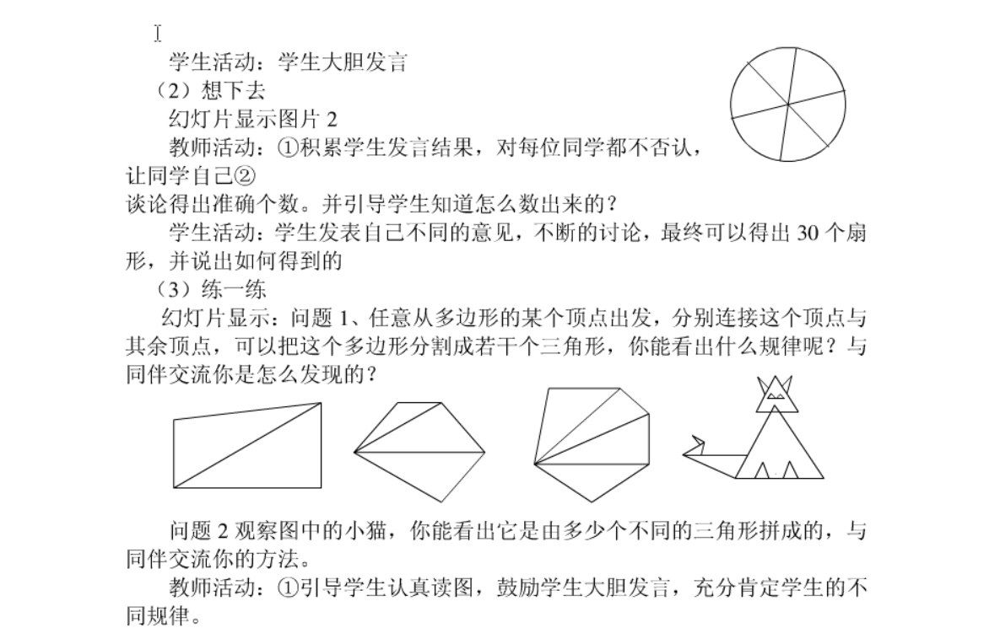 学生活动：学生大胆发言
（2）想下去
幻灯片显示图片 2
教师活动：①积累学生发言结果，对每位同学都不否认，
让同学自己②
谈论得出准确个数。并引导学生知道怎么数出来的？
学生活动：学生发表自己不同的意见，不断的讨论，最终可以得出 30 个扇
形，并说出如何得到的
（3）练一练
幻灯片显示：问题 1、任意从多边形的某个顶点出发，分别连接这个顶点与
其余顶点，可以把这个多边形分割成若干个三角形，你能看出什么规律呢？与
同伴交流你是怎么发现的？
问题 2 观察图中的小猫，你能看出它是由多少个不同的三角形拼成的，与
同伴交流你的方法。
教师活动：①引导学生认真读图，鼓励学生大胆发言，充分肯定学生的不
同规律。